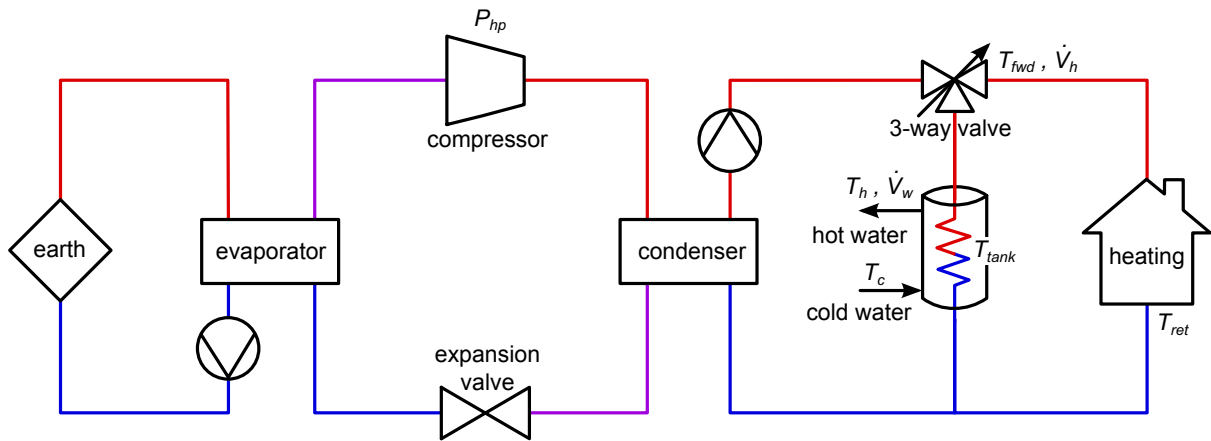 P_hp
compressor
T_fwd , V̇_h
3-way valve
earth
evaporator
condenser
T_h , V̇_w
hot water
T_tank
T_c
cold water
heating
T_ret
expansion
valve